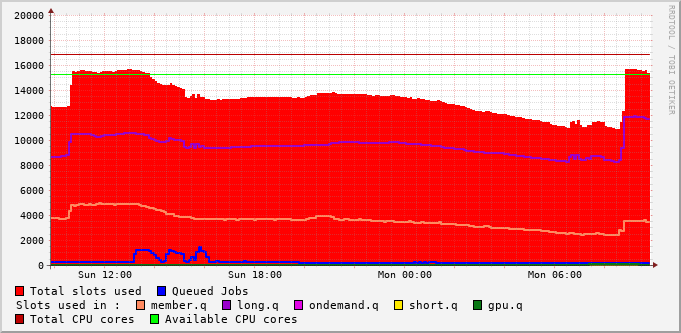 20000
18000
16000
14000
12000
10000
8000
6000
4000
2000
0
Sun 12:00 Sun 18:00 Mon 00:00 Mon 06:00
RRDTOOL / TOBI OETIKER
Total slots used Queued Jobs
Slots used in : member.q long.q ondemand.q short.q gpu.q
Total CPU cores Available CPU cores